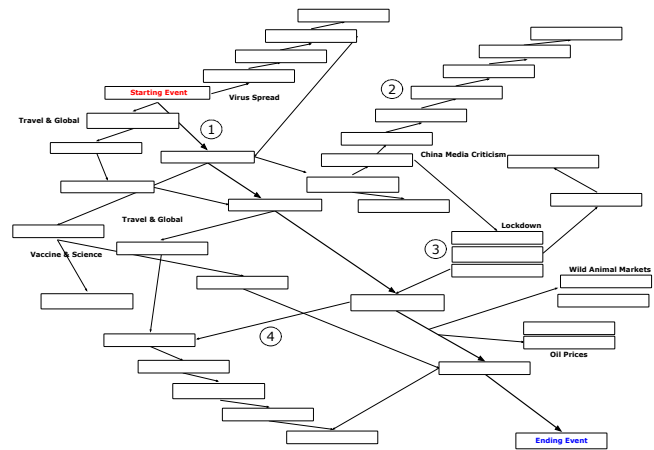 Starting Event
Virus Spread
Travel & Global
1
2
China Media Criticism
Travel & Global
Lockdown
3
Vaccine & Science
Wild Animal Markets
4
Oil Prices
Ending Event